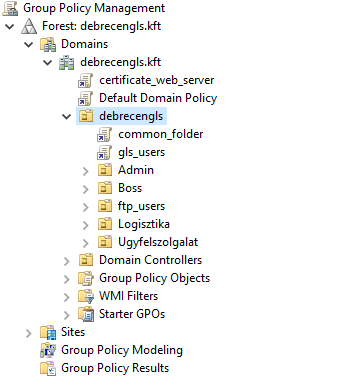 Group Policy Management
Forest: debrecengls.kft
Domains
debrecengls.kft
certificate_web_server
Default Domain Policy
debrecengls
common_folder
gls_users
Admin
Boss
ftp_users
Logisztika
Ugyfelszolgalat
Domain Controllers
Group Policy Objects
WMI Filters
Starter GPOs
Sites
Group Policy Modeling
Group Policy Results